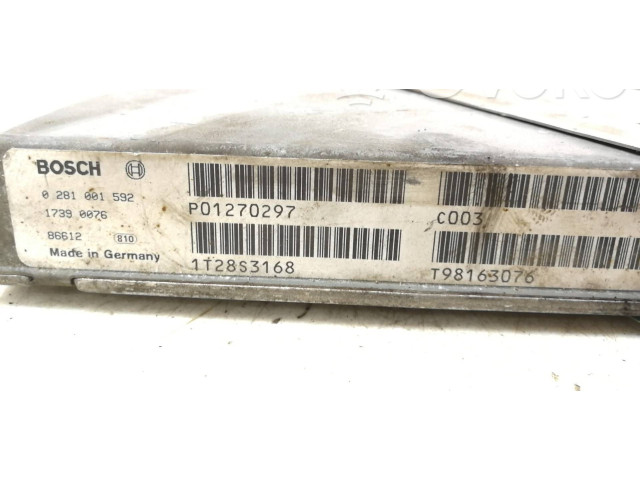 BOSCH
0 281 001 592
1739 0076
86612 810
Made in Germany
P01270297
C003
1T28S3168
T98163076